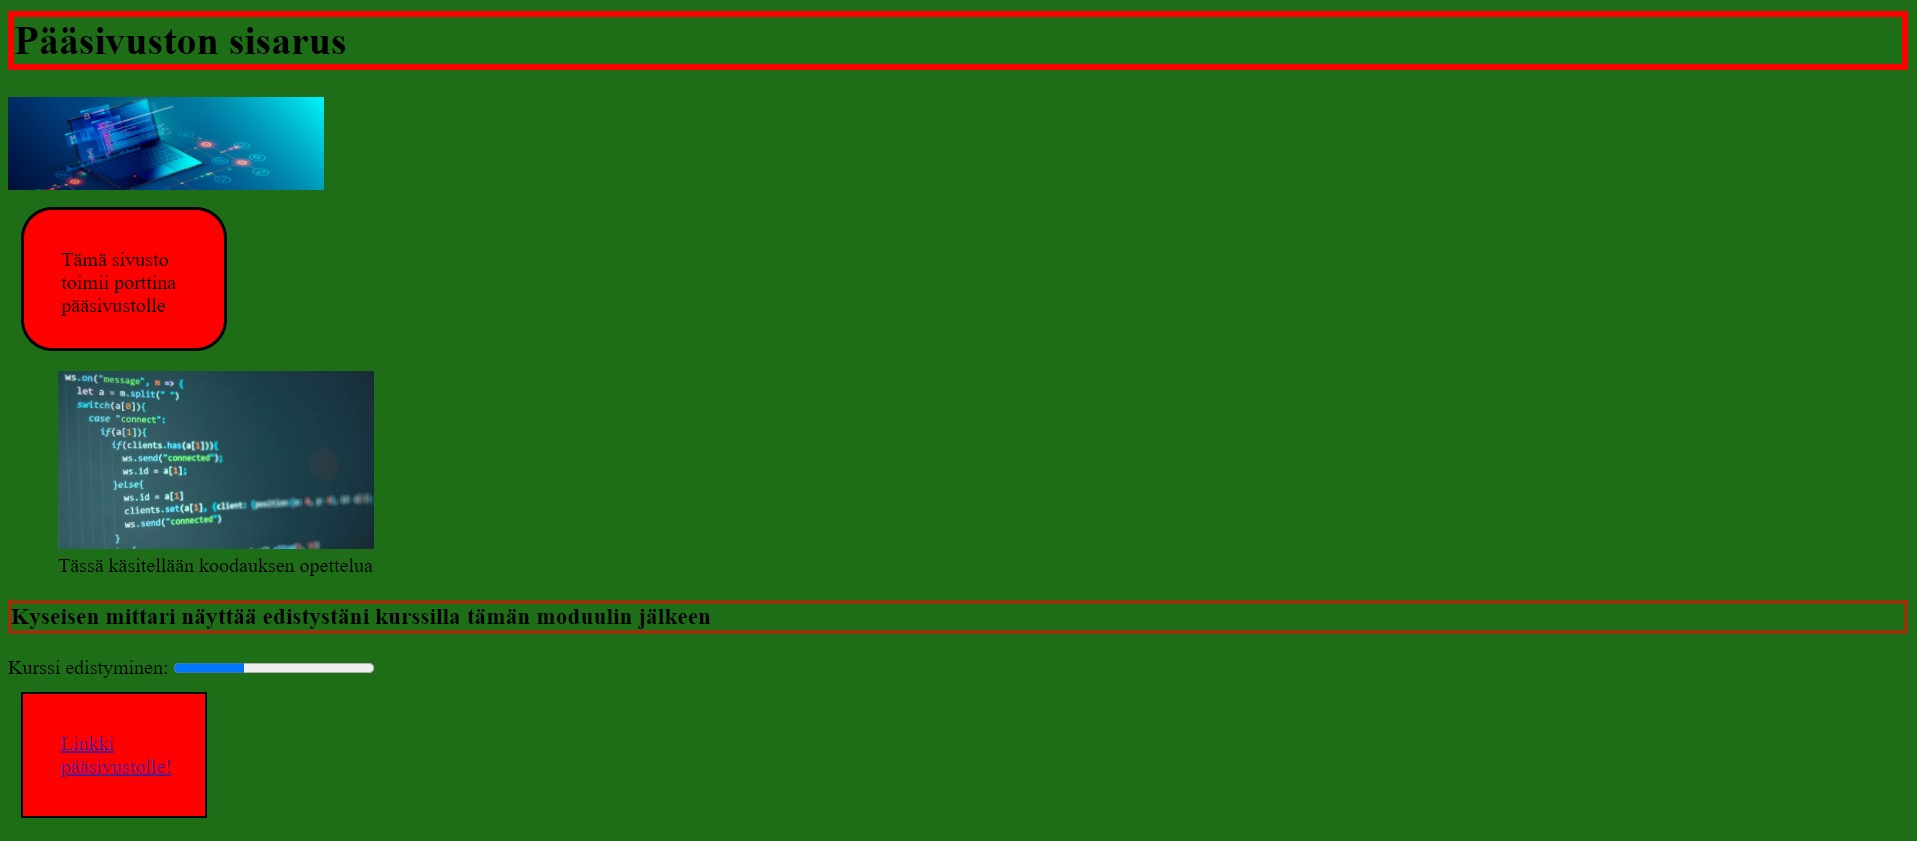 Pääsivuston sisarus
Tämä sivusto
toimii porttina
pääsivustolle
ws.on("message", m => {
let a = m.split(" ")
switch(a[0]){
case "connect":
if(a[1]){
if(clients.has(a[1])){
ws.send("connected");
ws.id = a[1];
}else{
ws.id = a[1]
clients.set(a[1], {client:
ws.send("connected")
}
Tässä käsitellään koodauksen opettelua
Kyseisen mittari näyttää edistystäni kurssilla tämän moduulin jälkeen
Kurssi edistyminen:
Linkki
pääsivustolle!